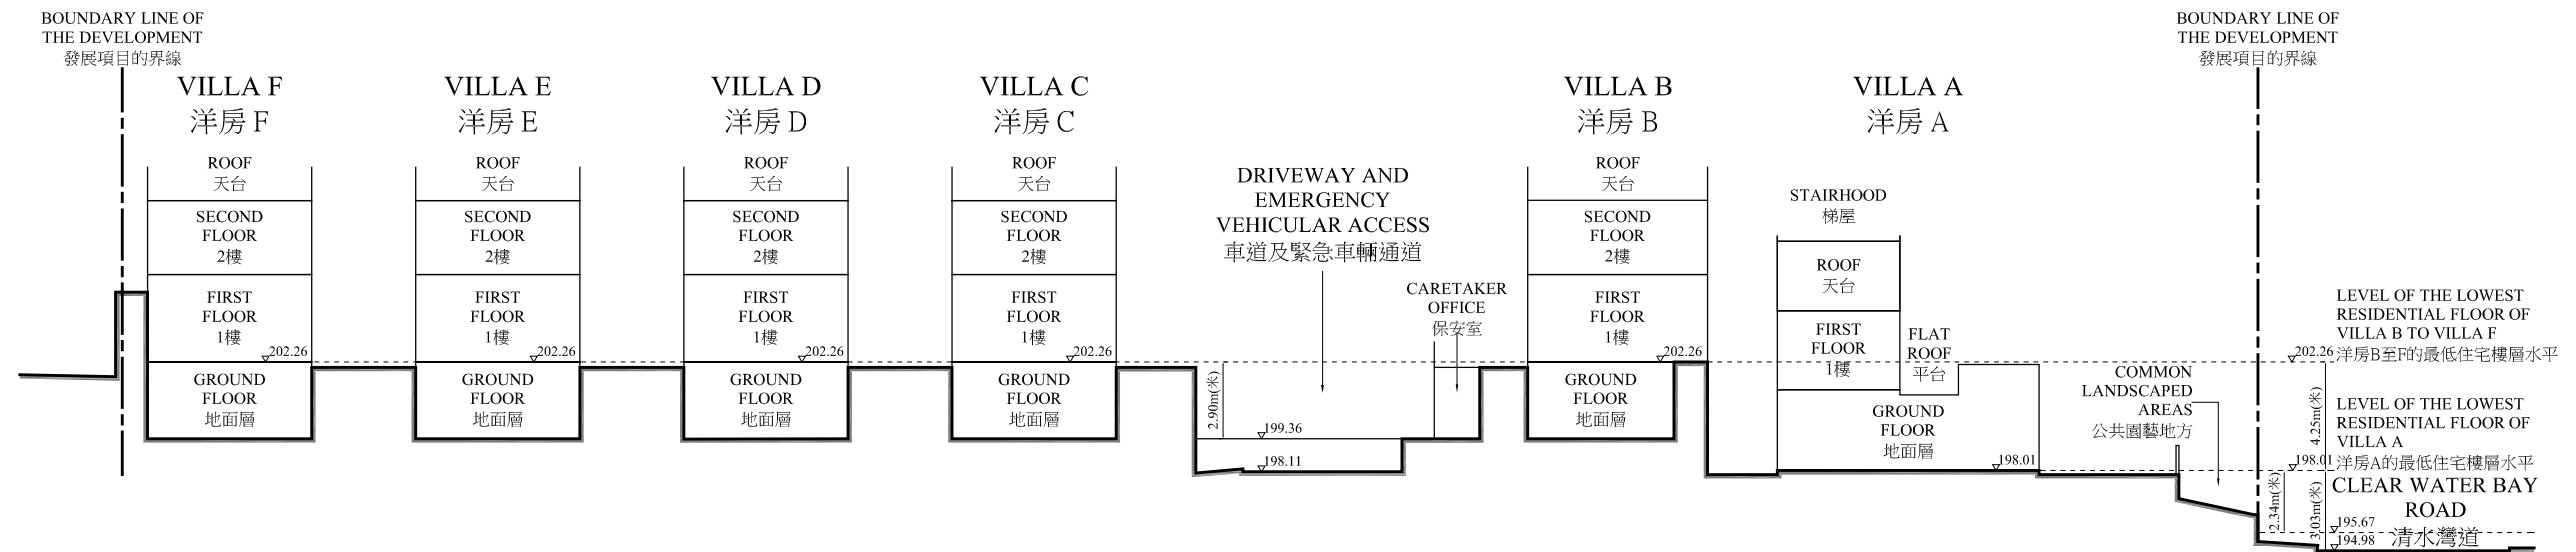 BOUNDARY LINE OF
THE DEVELOPMENT
發展項目的界線
VILLA F
洋房 F
ROOF
天台
SECOND
FLOOR
2樓
FIRST
FLOOR
1樓
202.26
GROUND
FLOOR
地面層
VILLA E
洋房 E
ROOF
天台
SECOND
FLOOR
2樓
FIRST
FLOOR
1樓
202.26
GROUND
FLOOR
地面層
VILLA D
洋房 D
ROOF
天台
SECOND
FLOOR
2樓
FIRST
FLOOR
1樓
202.26
GROUND
FLOOR
地面層
VILLA C
洋房 C
ROOF
天台
SECOND
FLOOR
2樓
FIRST
FLOOR
1樓
202.26
GROUND
FLOOR
地面層
DRIVEWAY AND
EMERGENCY
VEHICULAR ACCESS
車道及緊急車輛通道
2.90m(米)
199.36
198.11
CARETAKER
OFFICE
保安室
VILLA B
洋房 B
ROOF
天台
SECOND
FLOOR
2樓
FIRST
FLOOR
1樓
202.26
GROUND
FLOOR
地面層
VILLA A
洋房 A
STAIRHOOD
梯屋
ROOF
天台
FIRST
FLOOR
1樓
FLAT
ROOF
平台
GROUND
FLOOR
地面層
198.01
COMMON
LANDSCAPED
AREAS
公共園藝地方
BOUNDARY LINE OF
THE DEVELOPMENT
發展項目的界線
LEVEL OF THE LOWEST
RESIDENTIAL FLOOR OF
VILLA B TO VILLA F
202.26 洋房B至F的最低住宅樓層水平
4.25m(米)
LEVEL OF THE LOWEST
RESIDENTIAL FLOOR OF
VILLA A
198.01 洋房A的最低住宅樓層水平
2.34m(米)
3.03m(米)
CLEAR WATER BAY
ROAD
清水灣道
195.67
194.98